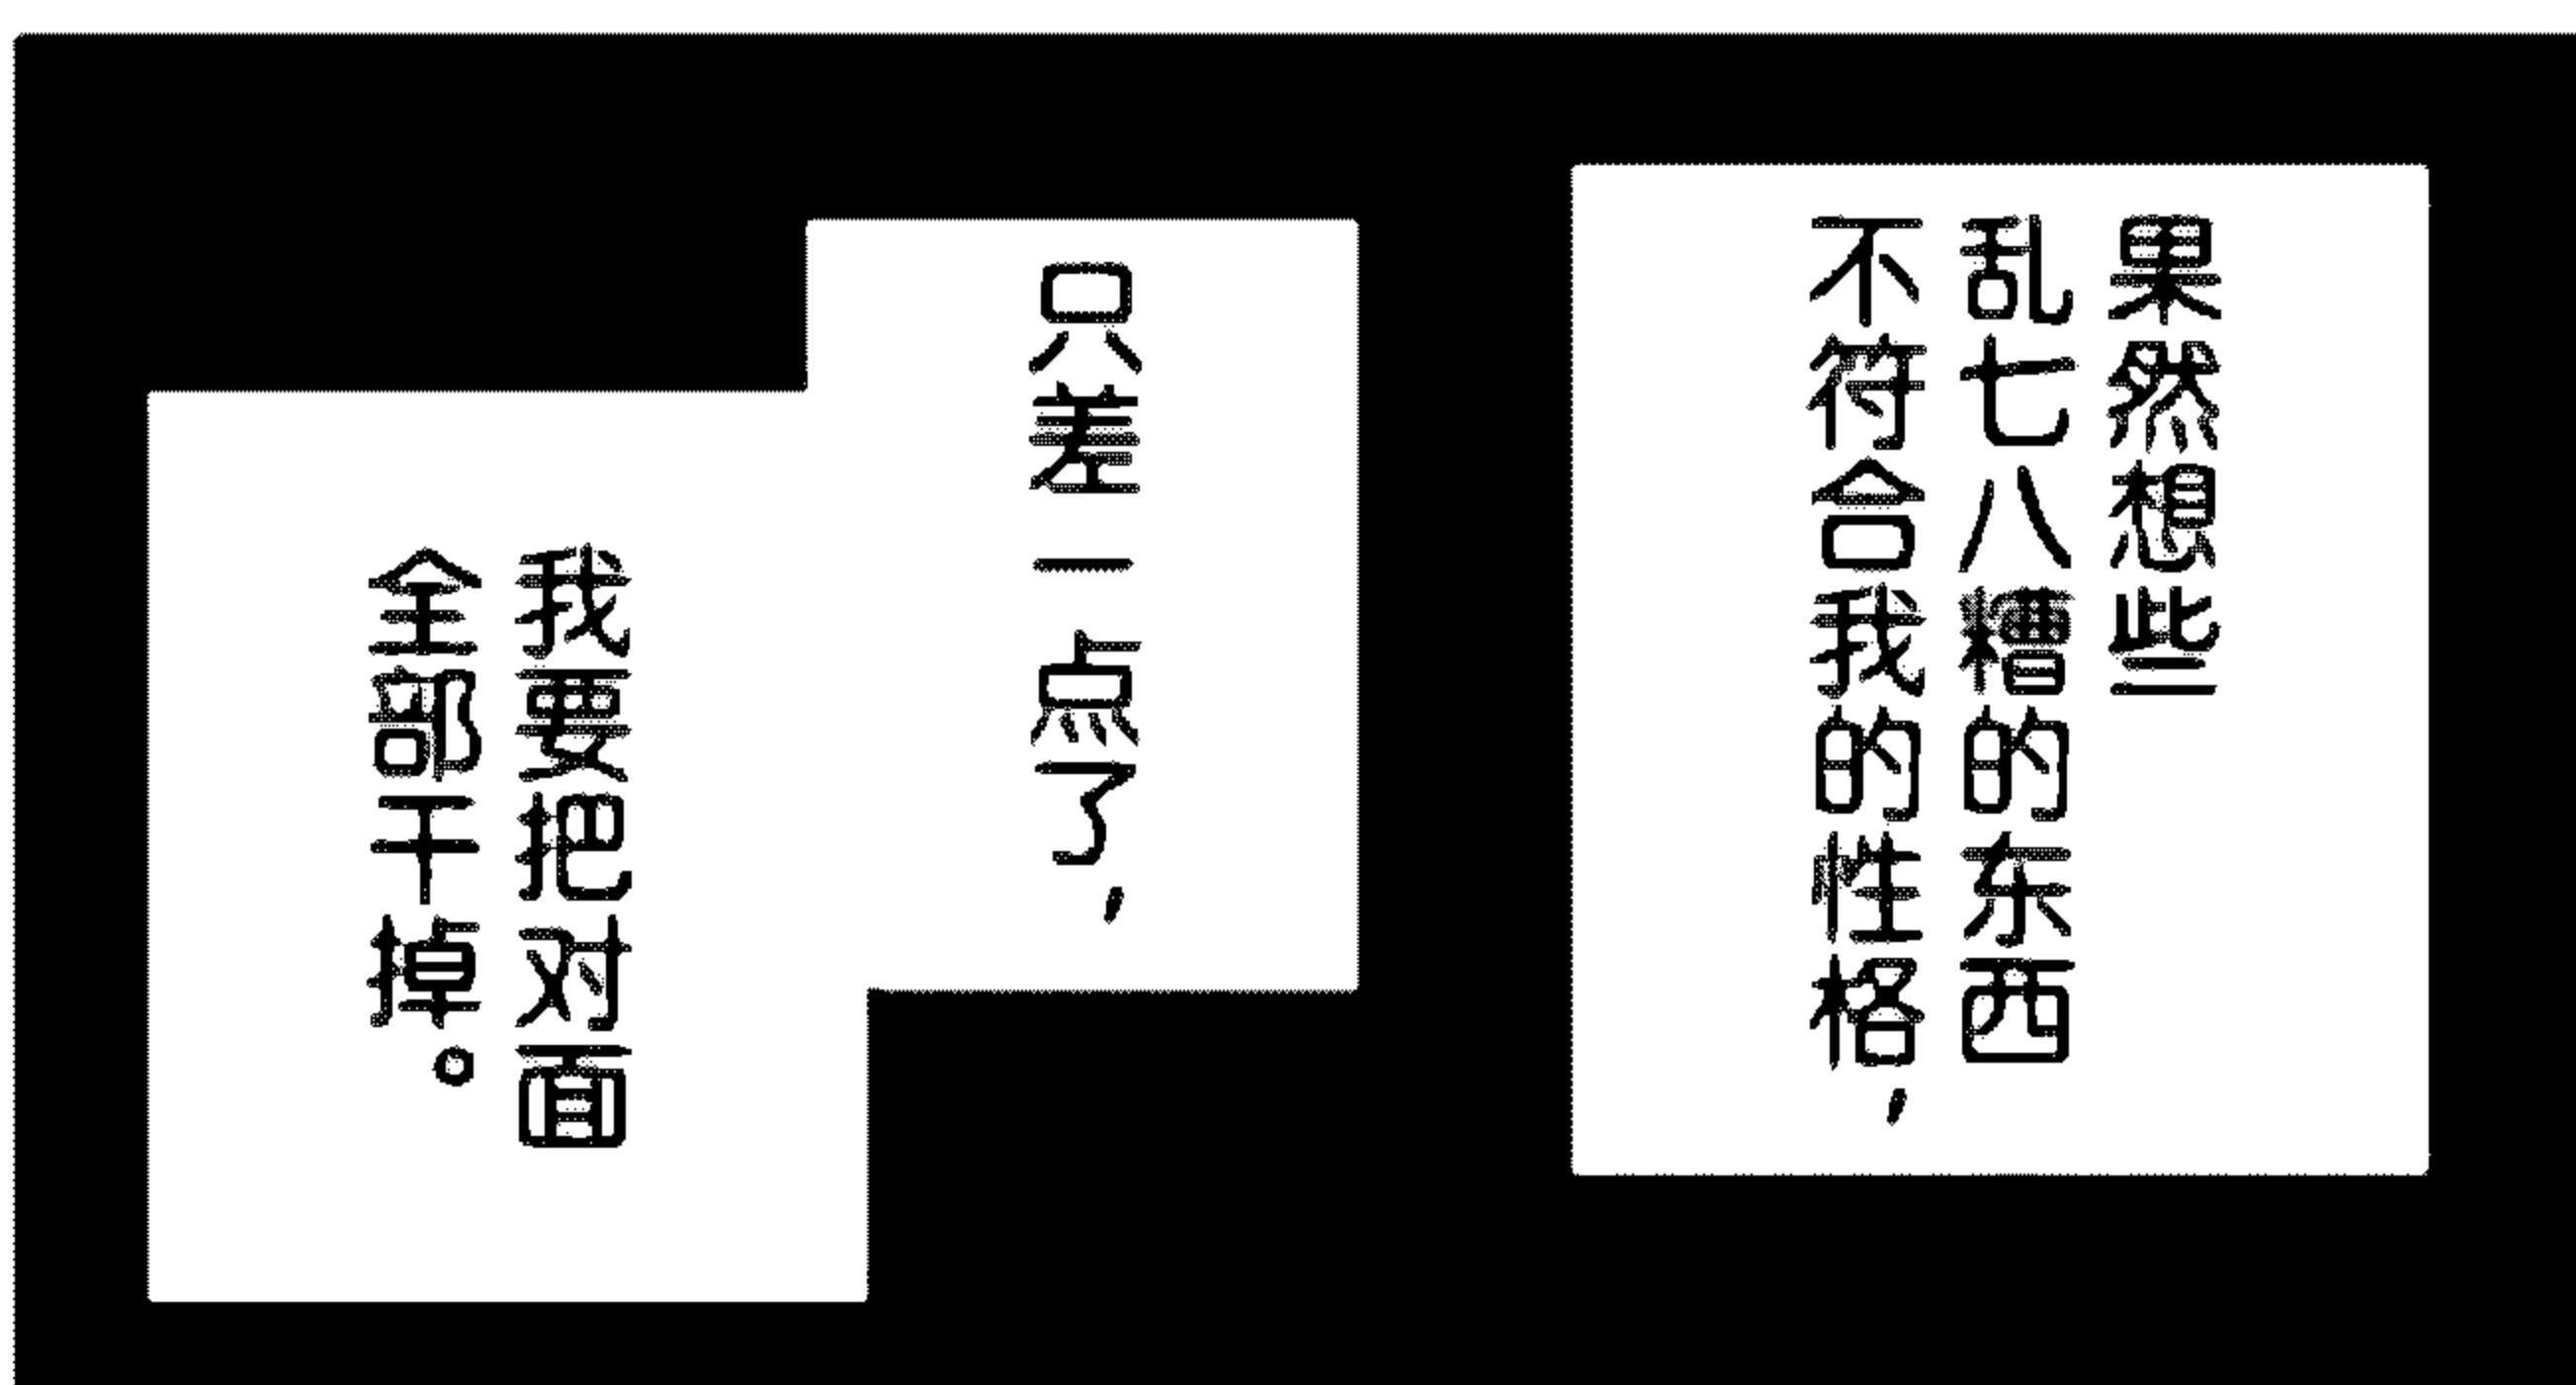 果然想些
乱七八糟的东西
不符合我的性格，
只差一点了，
我要把对面
全部干掉。